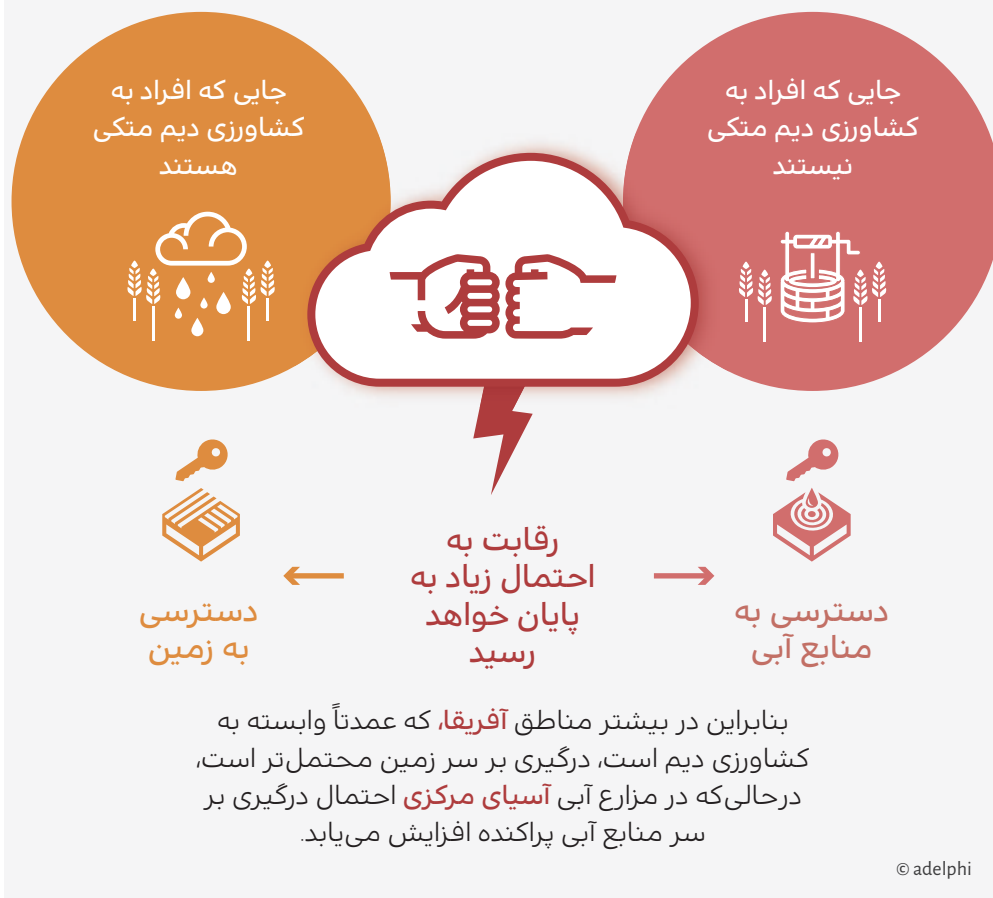 جایی که افراد به
کشاورزی دیم متکی
نیستند
جایی که افراد به
کشاورزی دیم متکی
هستند
رقابت به
احتمال زیاد به
پایان خواهد
رسید
دسترسی به
منابع آبی
دسترسی
به زمین
بنابراین در بیشتر مناطق آفریقا، که عمدتاً وابسته به
کشاورزی دیم است، درگیری بر سر زمین محتمل‌تر است،
درحالی‌که در مزارع آبی آسیای مرکزی احتمال درگیری بر
سر منابع آبی پراکنده افزایش می‌یابد.
© adelphi